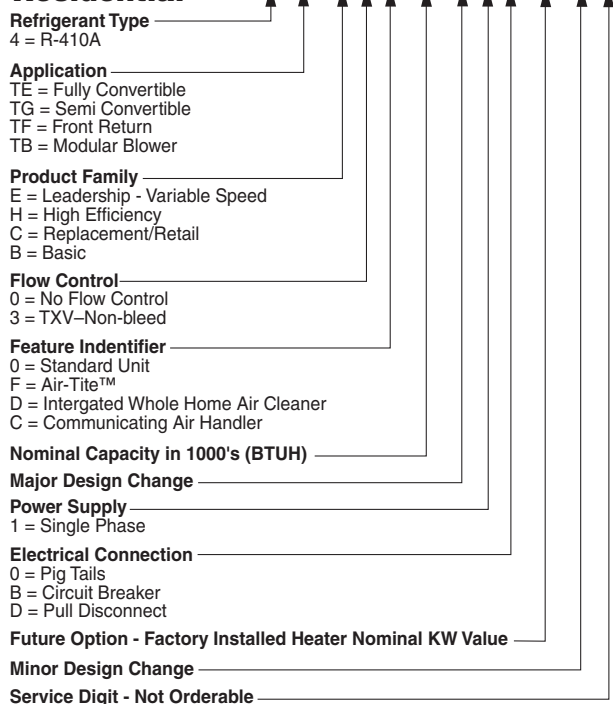 Refrigerant Type
4 = R-410A
Application
TE = Fully Convertible
TG = Semi Convertible
TF = Front Return
TB = Modular Blower
Product Family
E = Leadership - Variable Speed
H = High Efficiency
C = Replacement/Retail
B = Basic
Flow Control
0 = No Flow Control
3 = TXV–Non-bleed
Feature Indentifier
0 = Standard Unit
F = Air-Tite™
D = Intergated Whole Home Air Cleaner
C = Communicating Air Handler
Nominal Capacity in 1000's (BTUH)
Major Design Change
Power Supply
1 = Single Phase
Electrical Connection
0 = Pig Tails
B = Circuit Breaker
D = Pull Disconnect
Future Option - Factory Installed Heater Nominal KW Value
Minor Design Change
Service Digit - Not Orderable